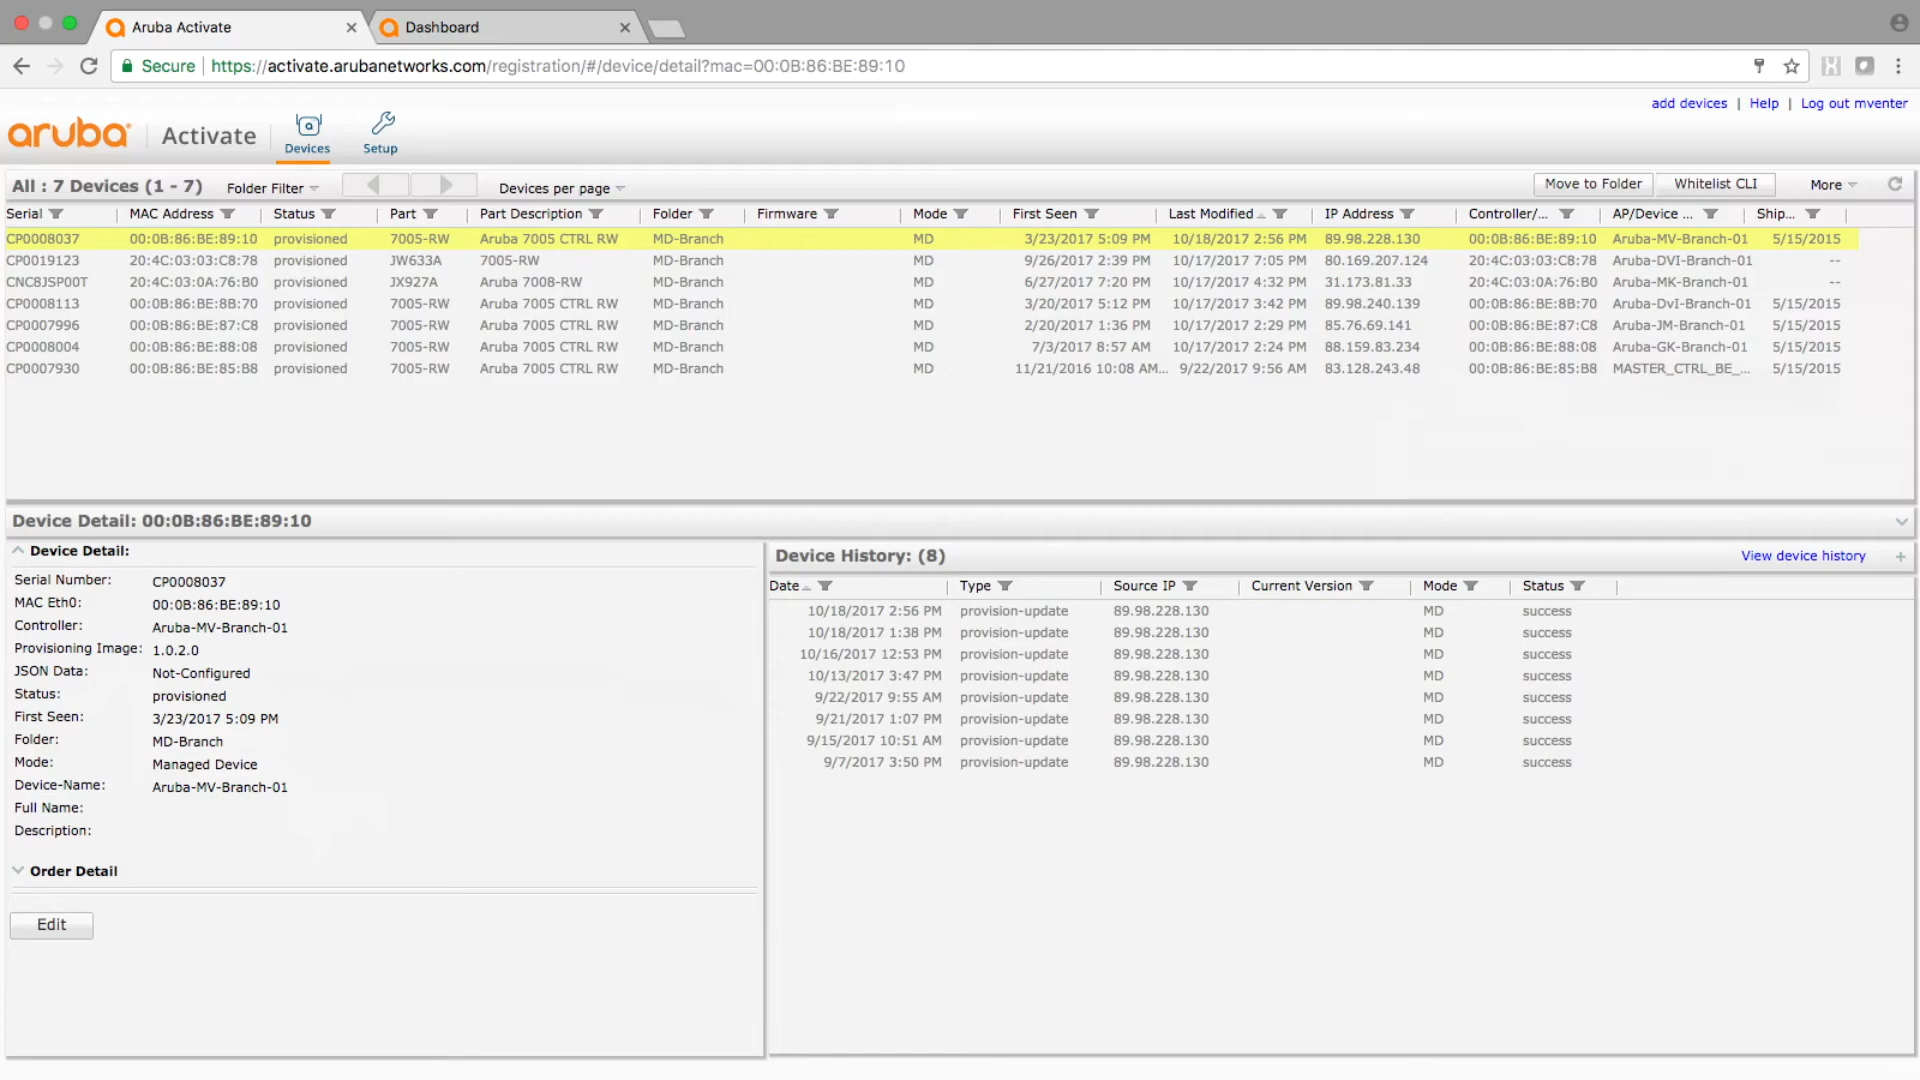 Aruba Activate
Dashboard
Secure https://activate.arubanetworks.com/registration/#/device/detail?mac=00:0B:86:BE:89:10
add devices | Help | Log out mventer
aruba Activate Devices Setup
All : 7 Devices (1 - 7) Folder Filter Devices per page Move to Folder Whitelist CLI More
Serial MAC Address Status Part Part Description Folder Firmware Mode First Seen Last Modified IP Address Controller/... AP/Device ... Ship...
CP0008037 00:0B:86:BE:89:10 provisioned 7005-RW Aruba 7005 CTRL RW MD-Branch MD 3/23/2017 5:09 PM 10/18/2017 2:56 PM 89.98.228.130 00:0B:86:BE:89:10 Aruba-MV-Branch-01 5/15/2015
CP0019123 20:4C:03:03:C8:78 provisioned JW633A 7005-RW MD-Branch MD 9/26/2017 2:39 PM 10/17/2017 7:05 PM 80.169.207.124 20:4C:03:03:C8:78 Aruba-DVI-Branch-01 --
CNC8JSP00T 20:4C:03:0A:76:B0 provisioned JX927A Aruba 7008-RW MD-Branch MD 6/27/2017 7:20 PM 10/17/2017 4:32 PM 31.173.81.33 20:4C:03:0A:76:B0 Aruba-MK-Branch-01 --
CP0008113 00:0B:86:BE:8B:70 provisioned 7005-RW Aruba 7005 CTRL RW MD-Branch MD 3/20/2017 5:12 PM 10/17/2017 3:42 PM 89.98.240.139 00:0B:86:BE:8B:70 Aruba-DvI-Branch-01 5/15/2015
CP0007996 00:0B:86:BE:87:C8 provisioned 7005-RW Aruba 7005 CTRL RW MD-Branch MD 2/20/2017 1:36 PM 10/17/2017 2:29 PM 85.76.69.141 00:0B:86:BE:87:C8 Aruba-JM-Branch-01 5/15/2015
CP0008004 00:0B:86:BE:88:08 provisioned 7005-RW Aruba 7005 CTRL RW MD-Branch MD 7/3/2017 8:57 AM 10/17/2017 2:24 PM 88.159.83.234 00:0B:86:BE:88:08 Aruba-GK-Branch-01 5/15/2015
CP0007930 00:0B:86:BE:85:B8 provisioned 7005-RW Aruba 7005 CTRL RW MD-Branch MD 11/21/2016 10:08 AM... 9/22/2017 9:56 AM 83.128.243.48 00:0B:86:BE:85:B8 MASTER_CTRL_BE_... 5/15/2015
Device Detail: 00:0B:86:BE:89:10
Device Detail:
Serial Number: CP0008037
MAC Eth0: 00:0B:86:BE:89:10
Controller: Aruba-MV-Branch-01
Provisioning Image: 1.0.2.0
JSON Data: Not-Configured
Status: provisioned
First Seen: 3/23/2017 5:09 PM
Folder: MD-Branch
Mode: Managed Device
Device-Name: Aruba-MV-Branch-01
Full Name:
Description:
Order Detail
Edit
Device History: (8) View device history
Date Type Source IP Current Version Mode Status
10/18/2017 2:56 PM provision-update 89.98.228.130 MD success
10/18/2017 1:38 PM provision-update 89.98.228.130 MD success
10/16/2017 12:53 PM provision-update 89.98.228.130 MD success
10/13/2017 3:47 PM provision-update 89.98.228.130 MD success
9/22/2017 9:55 AM provision-update 89.98.228.130 MD success
9/21/2017 1:07 PM provision-update 89.98.228.130 MD success
9/15/2017 10:51 AM provision-update 89.98.228.130 MD success
9/7/2017 3:50 PM provision-update 89.98.228.130 MD success